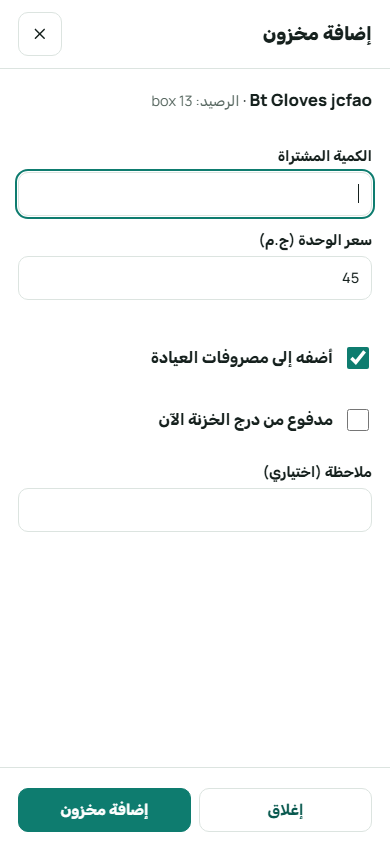 إضافة مخزون
Bt Gloves jcfao · الرصيد: 13 box
الكمية المشتراة
سعر الوحدة (ج.م)
45
أضفه إلى مصروفات العيادة
مدفوع من درج الخزنة الآن
ملاحظة (اختياري)
إغلاق
إضافة مخزون